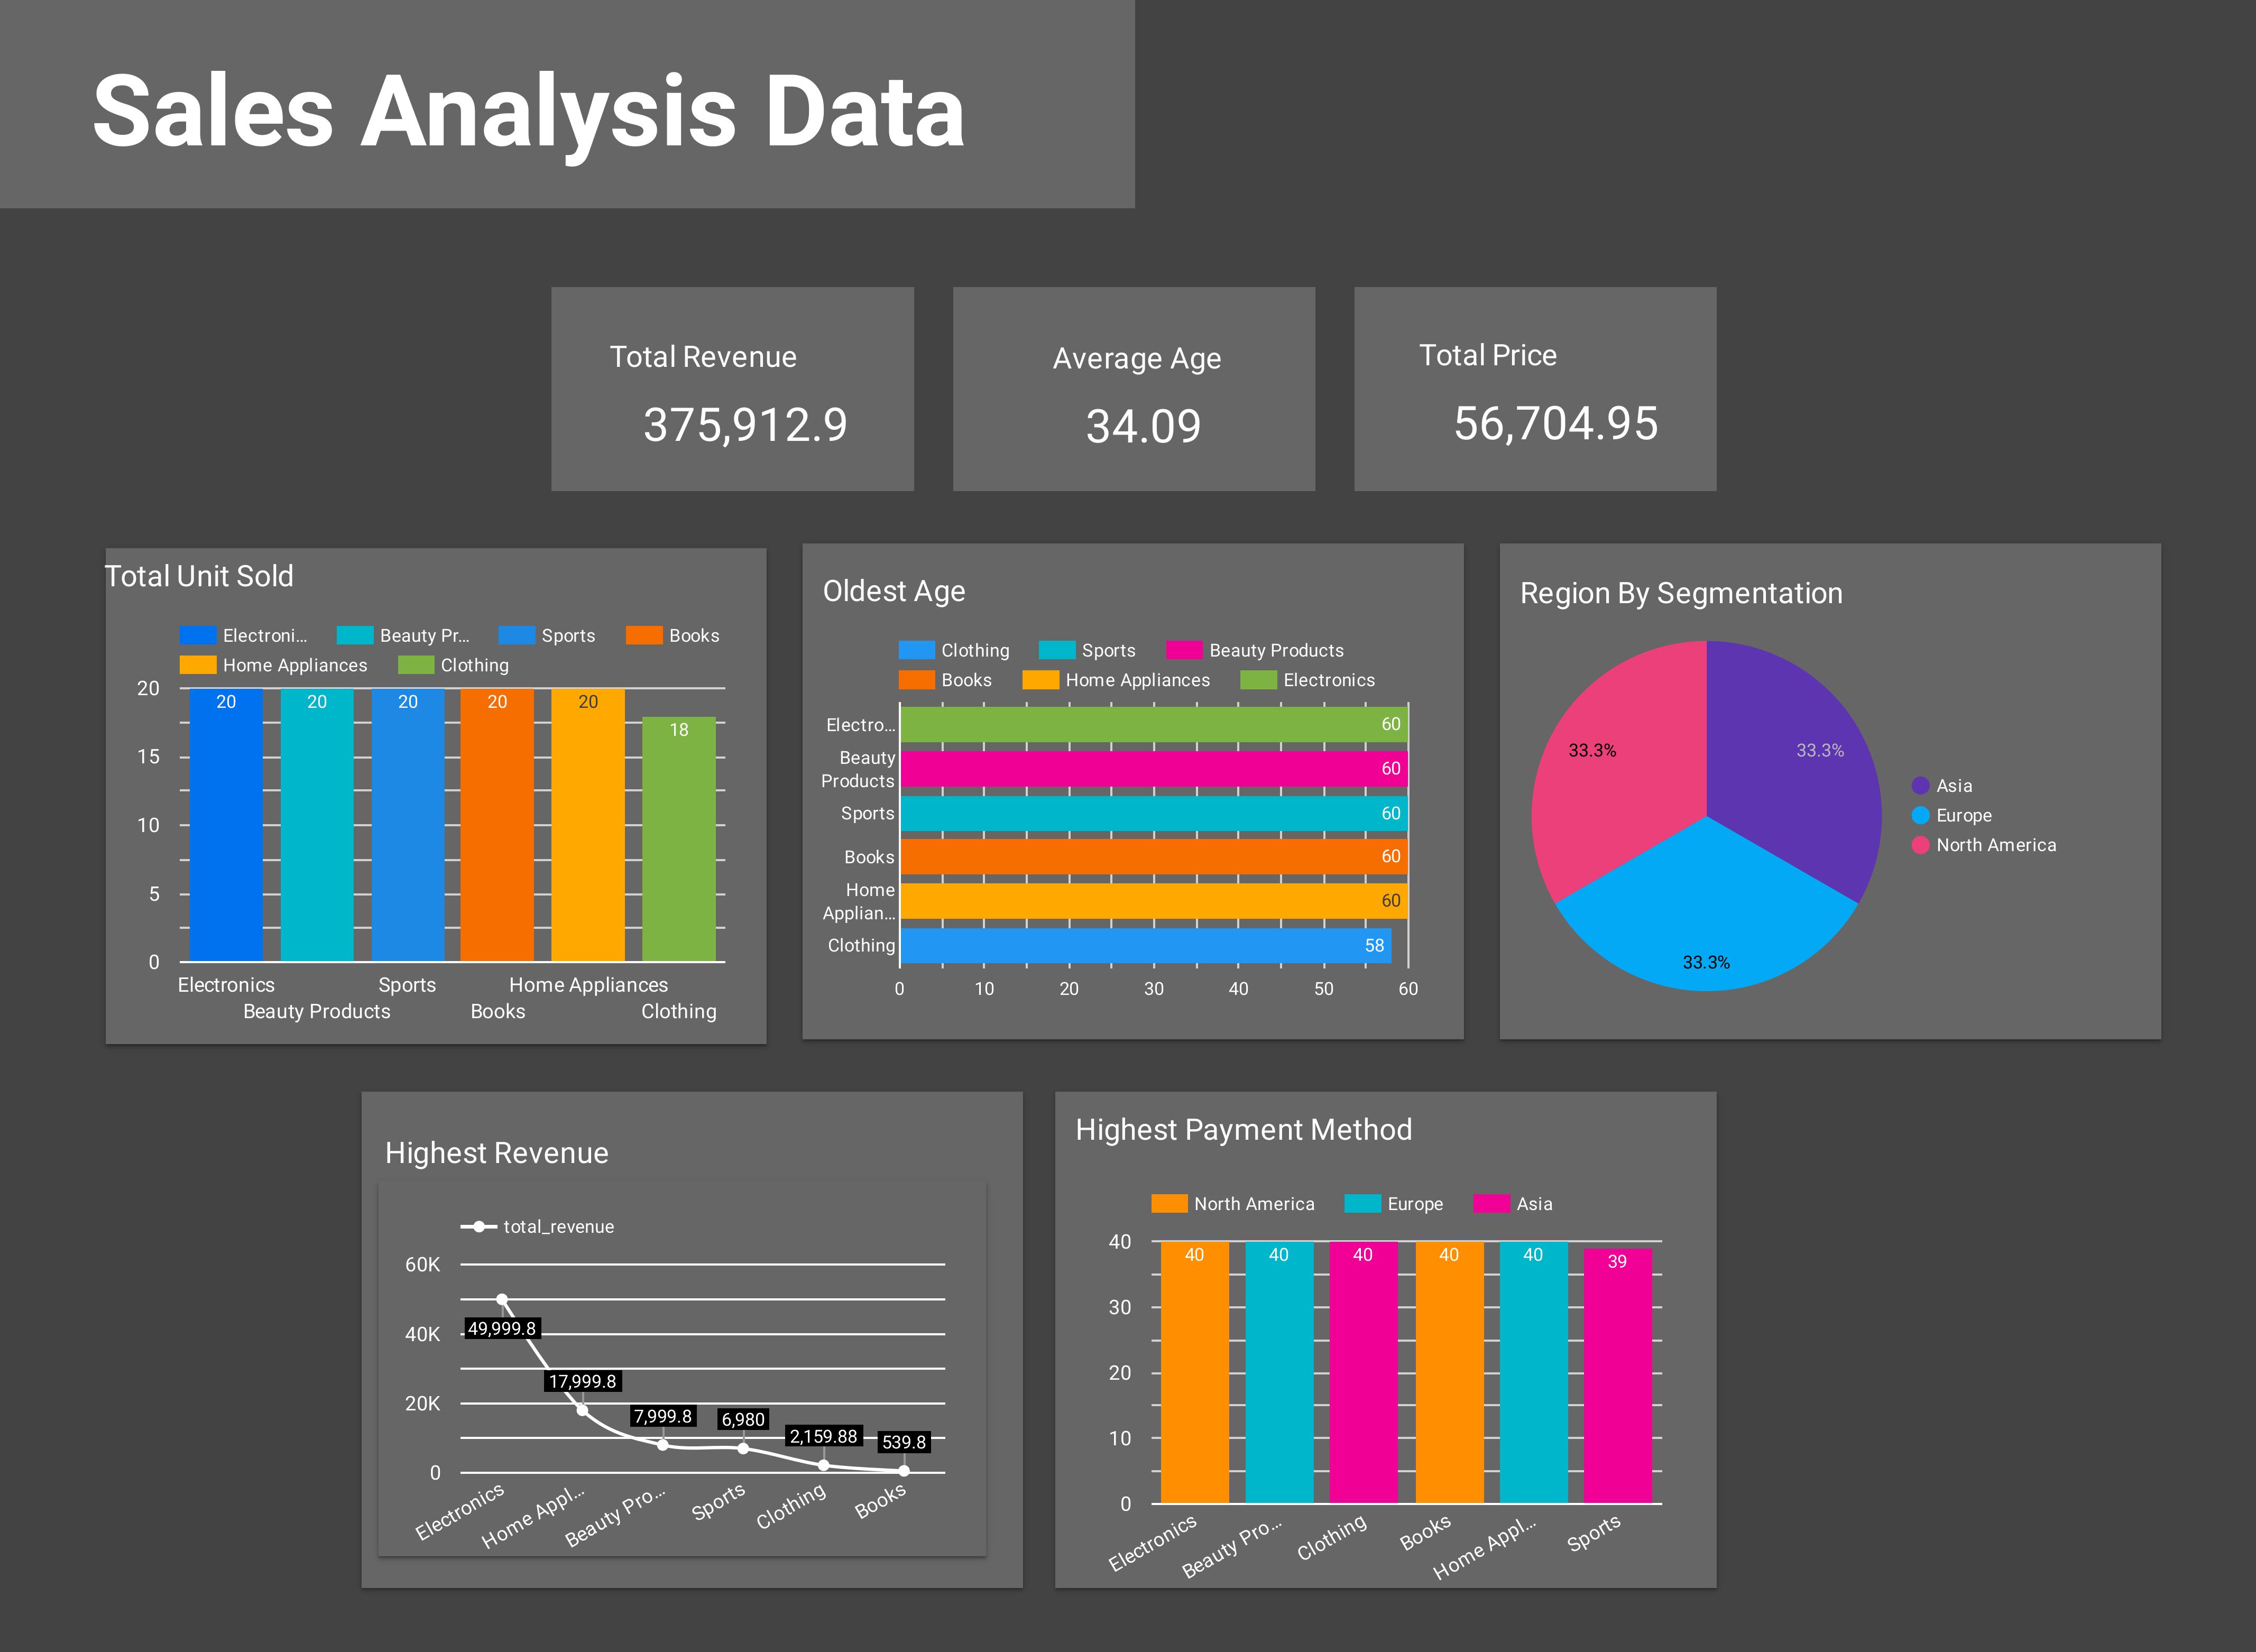 Sales Analysis Data
Total Revenue
375,912.9
Average Age
34.09
Total Price
56,704.95
Total Unit Sold
Electroni... Beauty Pr... Sports Books
Home Appliances Clothing
20
15
10
5
0
20 20 20 20 20 18
Electronics Sports Home Appliances
Beauty Products Books Clothing
Oldest Age
Clothing Sports Beauty Products
Books Home Appliances Electronics
Electro... 60
Beauty
Products 60
Sports 60
Books 60
Home
Applian... 60
Clothing 58
0 10 20 30 40 50 60
Region By Segmentation
33.3% 33.3%
33.3%
Asia
Europe
North America
Highest Revenue
total_revenue
60K
40K
20K
0
49,999.8
17,999.8
7,999.8
6,980
2,159.88
539.8
Electronics Home Appl... Beauty Pro... Sports Clothing Books
Highest Payment Method
North America Europe Asia
40
30
20
10
0
40 40 40 40 40 39
Electronics Beauty Pro... Clothing Books Home Appl... Sports